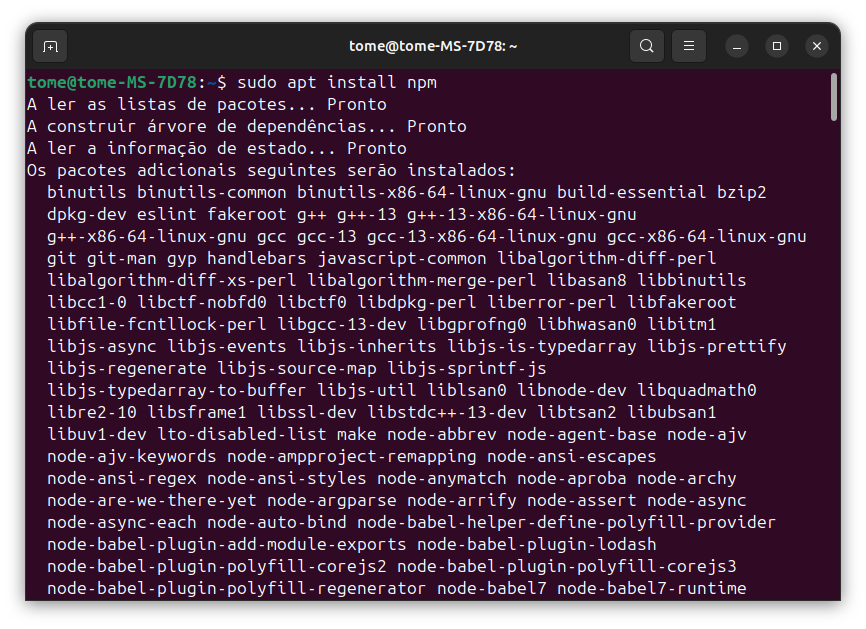 tome@tome-MS-7D78: ~
tome@tome-MS-7D78:~$ sudo apt install npm
A ler as listas de pacotes... Pronto
A construir árvore de dependências... Pronto
A ler a informação de estado... Pronto
Os pacotes adicionais seguintes serão instalados:
binutils binutils-common binutils-x86-64-linux-gnu build-essential bzip2
dpkg-dev eslint fakeroot g++ g++-13 g++-13-x86-64-linux-gnu
g++-x86-64-linux-gnu gcc gcc-13 gcc-13-x86-64-linux-gnu gcc-x86-64-linux-gnu
git git-man gyp handlebars javascript-common libalgorithm-diff-perl
libalgorithm-diff-xs-perl libalgorithm-merge-perl libasan8 libbinutils
libcc1-0 libctf-nobfd0 libctf0 libdpkg-perl liberror-perl libfakeroot
libfile-fcntllock-perl libgcc-13-dev libgprofng0 libhwasan0 libitm1
libjs-async libjs-events libjs-inherits libjs-is-typedarray libjs-prettify
libjs-regenerate libjs-source-map libjs-sprintf-js
libjs-typedarray-to-buffer libjs-util liblsan0 libnode-dev libquadmath0
libre2-10 libsframe1 libssl-dev libstdc++-13-dev libtsan2 libubsan1
libuv1-dev lto-disabled-list make node-abbrev node-agent-base node-ajv
node-ajv-keywords node-ampproject-remapping node-ansi-escapes
node-ansi-regex node-ansi-styles node-anymatch node-aproba node-archy
node-are-we-there-yet node-argparse node-arrify node-assert node-async
node-async-each node-auto-bind node-babel-helper-define-polyfill-provider
node-babel-plugin-add-module-exports node-babel-plugin-lodash
node-babel-plugin-polyfill-corejs2 node-babel-plugin-polyfill-corejs3
node-babel-plugin-polyfill-regenerator node-babel7 node-babel7-runtime